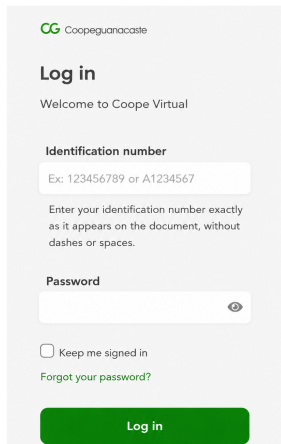 CG Coopeguanacaste
Log in
Welcome to Coope Virtual
Identification number
Ex: 123456789 or A1234567
Enter your identification number exactly
as it appears on the document, without
dashes or spaces.
Password
Keep me signed in
Forgot your password?
Log in